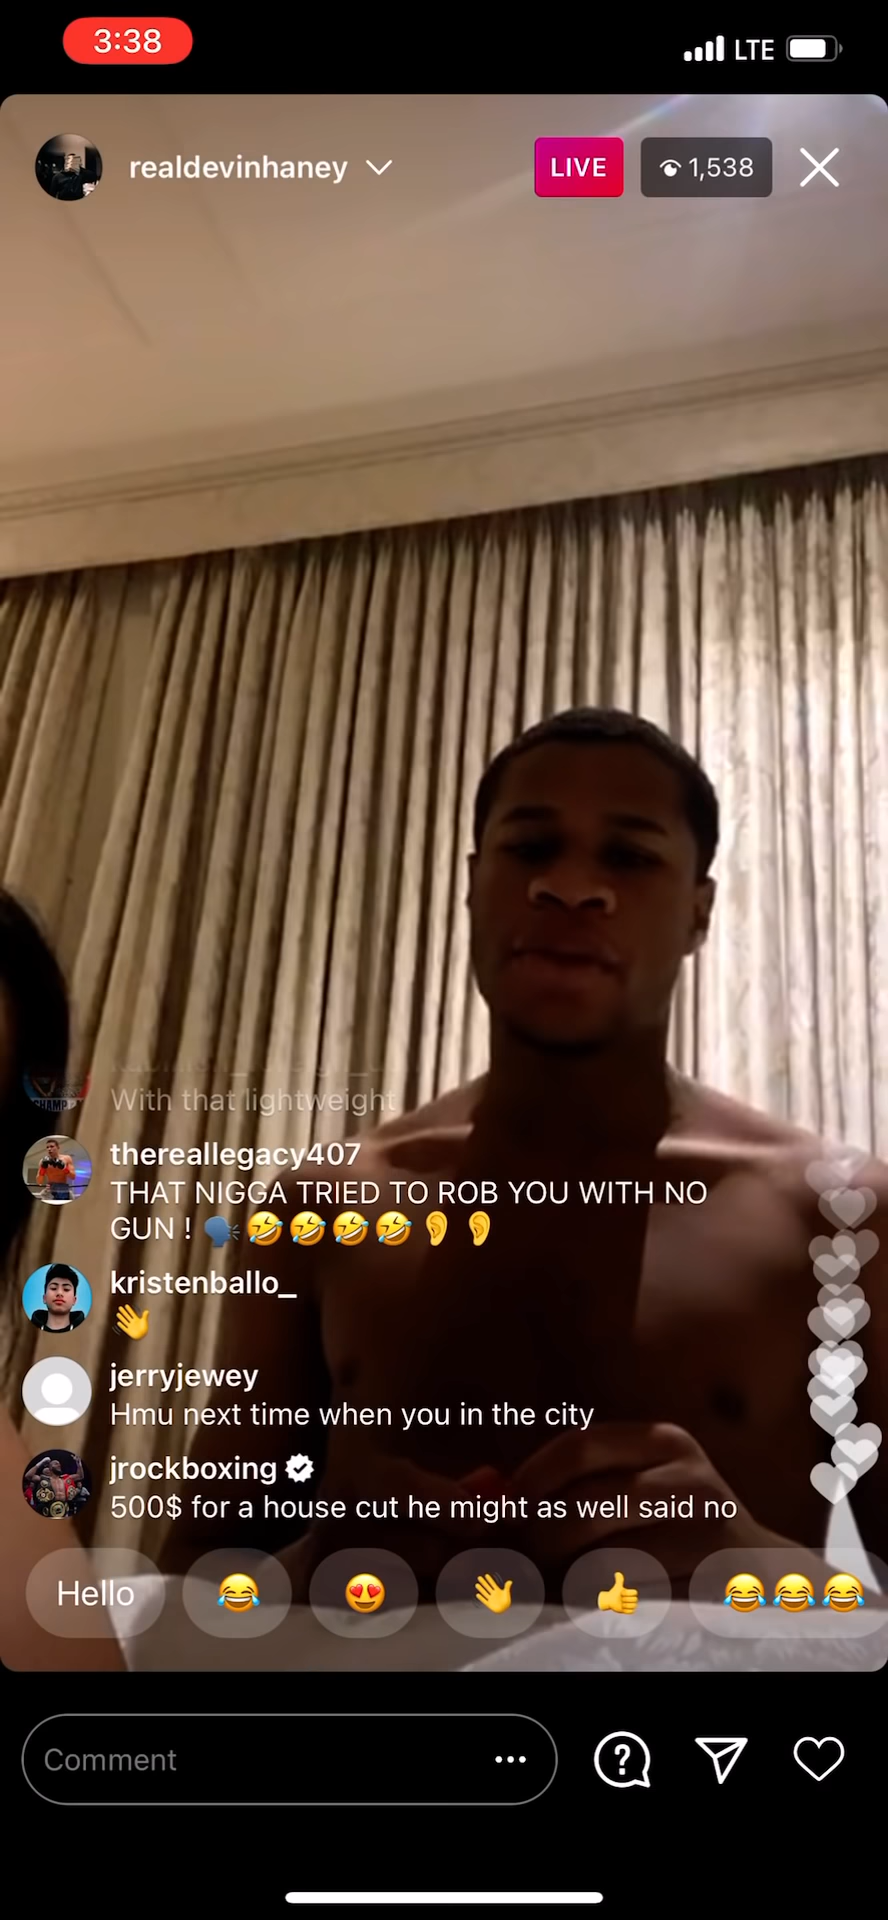 3:38
LTE
realdevinhaney
LIVE
1,538
With that lightweight
thereallegacy407
THAT NIGGA TRIED TO ROB YOU WITH NO
GUN ! 🗣️🤣🤣🤣🤣👂👂
kristenballo_
👋
jerryjewey
Hmu next time when you in the city
jrockboxing
500$ for a house cut he might as well said no
Hello 😂 😍 👋 👍 😂😂😂
Comment